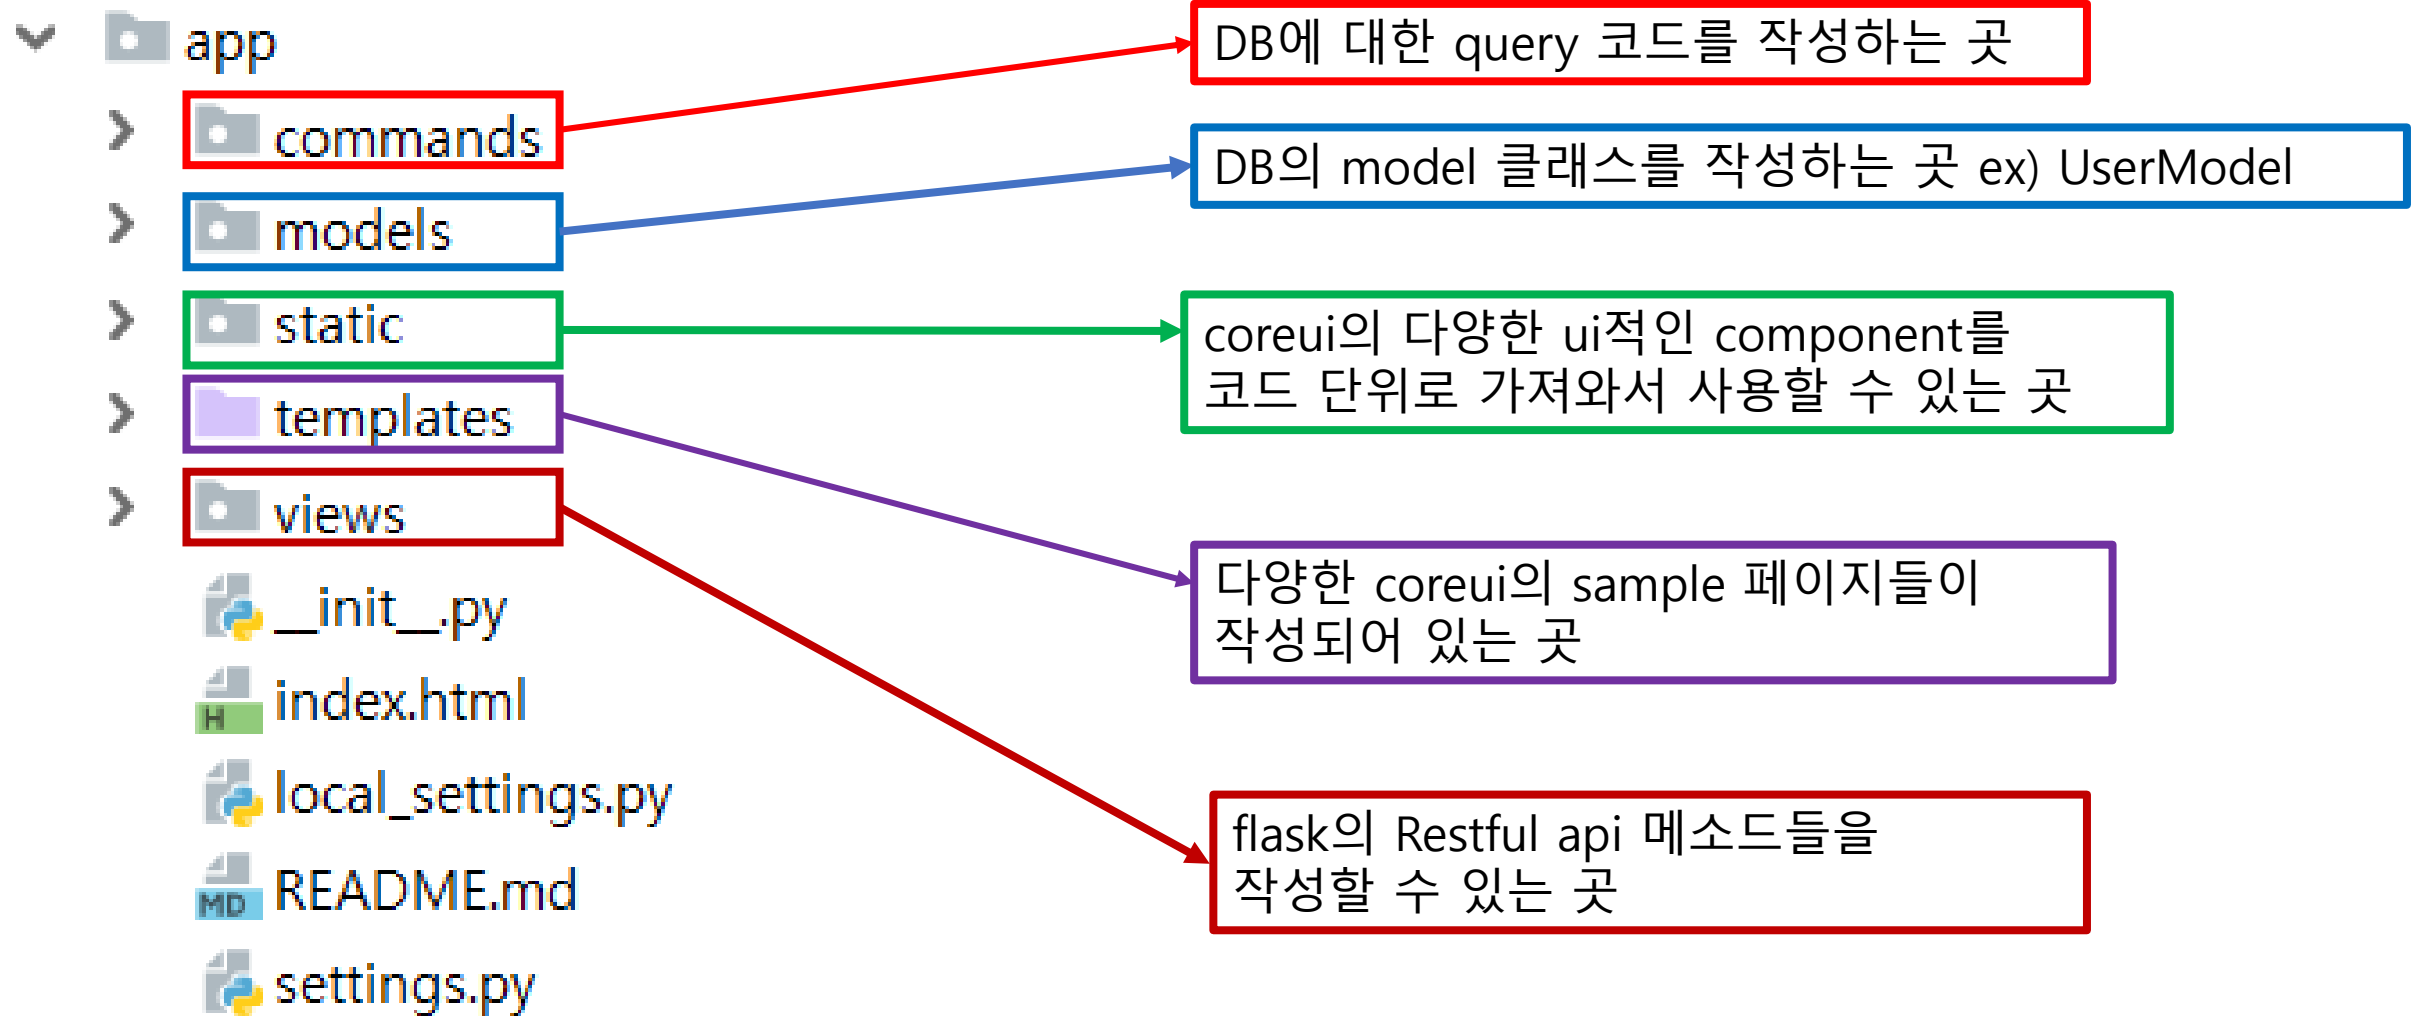 app
commands
models
static
templates
views
__init__.py
index.html
local_settings.py
README.md
settings.py
DB에 대한 query 코드를 작성하는 곳
DB의 model 클래스를 작성하는 곳 ex) UserModel
coreui의 다양한 ui적인 component를
코드 단위로 가져와서 사용할 수 있는 곳
다양한 coreui의 sample 페이지들이
작성되어 있는 곳
flask의 Restful api 메소드들을
작성할 수 있는 곳
H
MD